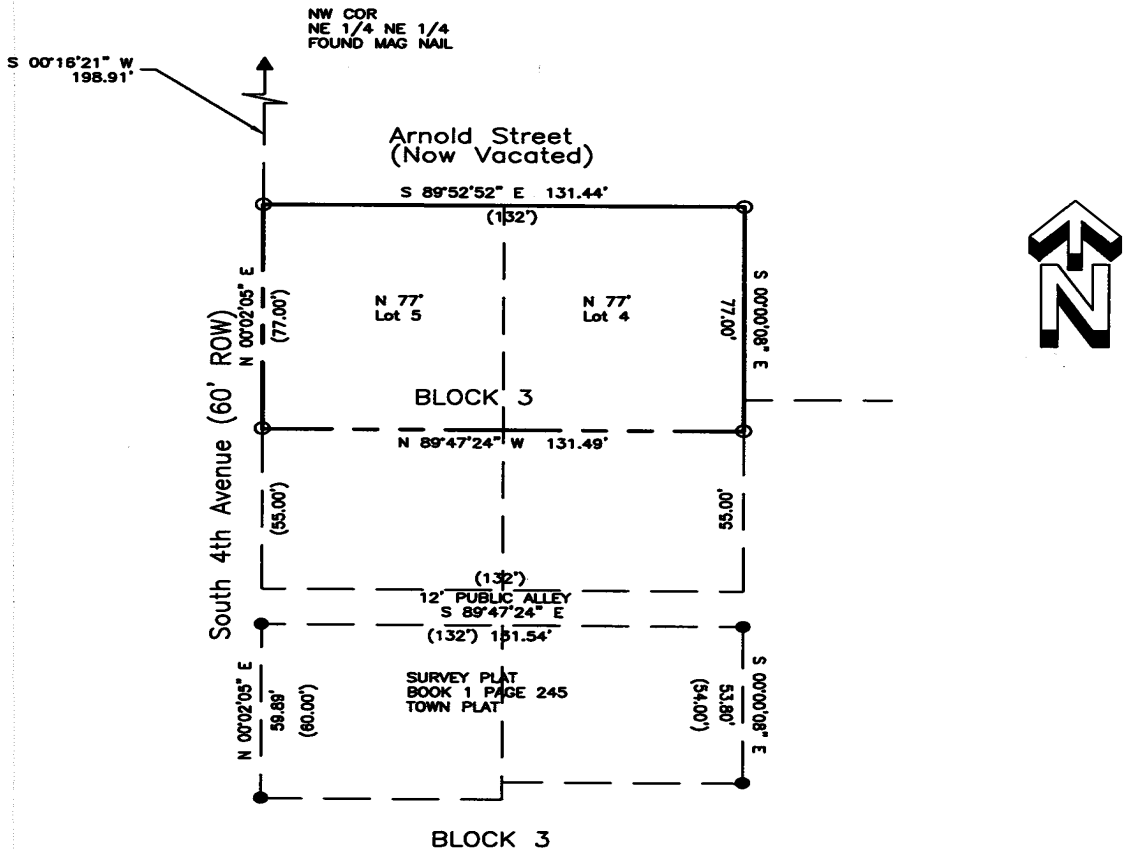 NW COR
NE 1/4 NE 1/4
FOUND MAG NAIL
S 00°16'21" W
198.91'
Arnold Street
(Now Vacated)
S 89°52'52" E 131.44'
(132')
N 00°02'05" E
(77.00')
N 77'
Lot 5
N 77'
Lot 4
77.00'
S 00°00'08" E
South 4th Avenue (60' ROW)
BLOCK 3
N 89°47'24" W 131.49'
(55.00')
55.00'
(132')
12' PUBLIC ALLEY
S 89°47'24" E
(132') 131.54'
N 00°02'05" E
59.89'
(60.00')
SURVEY PLAT
BOOK 1 PAGE 245
TOWN PLAT
(54.00')
53.80'
S 00°00'08" E
BLOCK 3
N